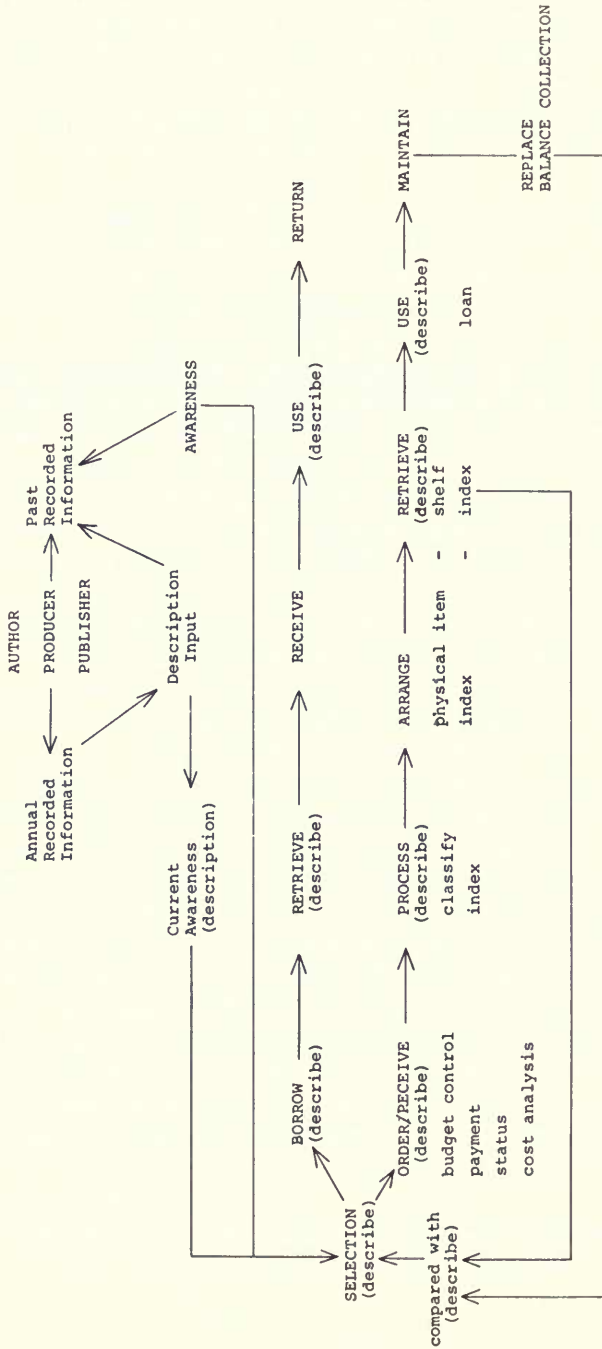 AUTHOR
Annual
Recorded
Information
PRODUCER
Past
Recorded
Information
PUBLISHER
Description
Input
Current
Awareness
(description)
AWARENESS
BORROW
(describe)
RETRIEVE
(describe)
RECEIVE
USE
(describe)
RETURN
SELECTION
(describe)
ORDER/RECEIVE
(describe)
budget control
payment
status
cost analysis
PROCESS
(describe)
classify
index
ARRANGE
physical item -
index -
RETRIEVE
(describe)
shelf
index
USE
(describe)
loan
MAINTAIN
compared with
(describe)
REPLACE
BALANCE COLLECTION